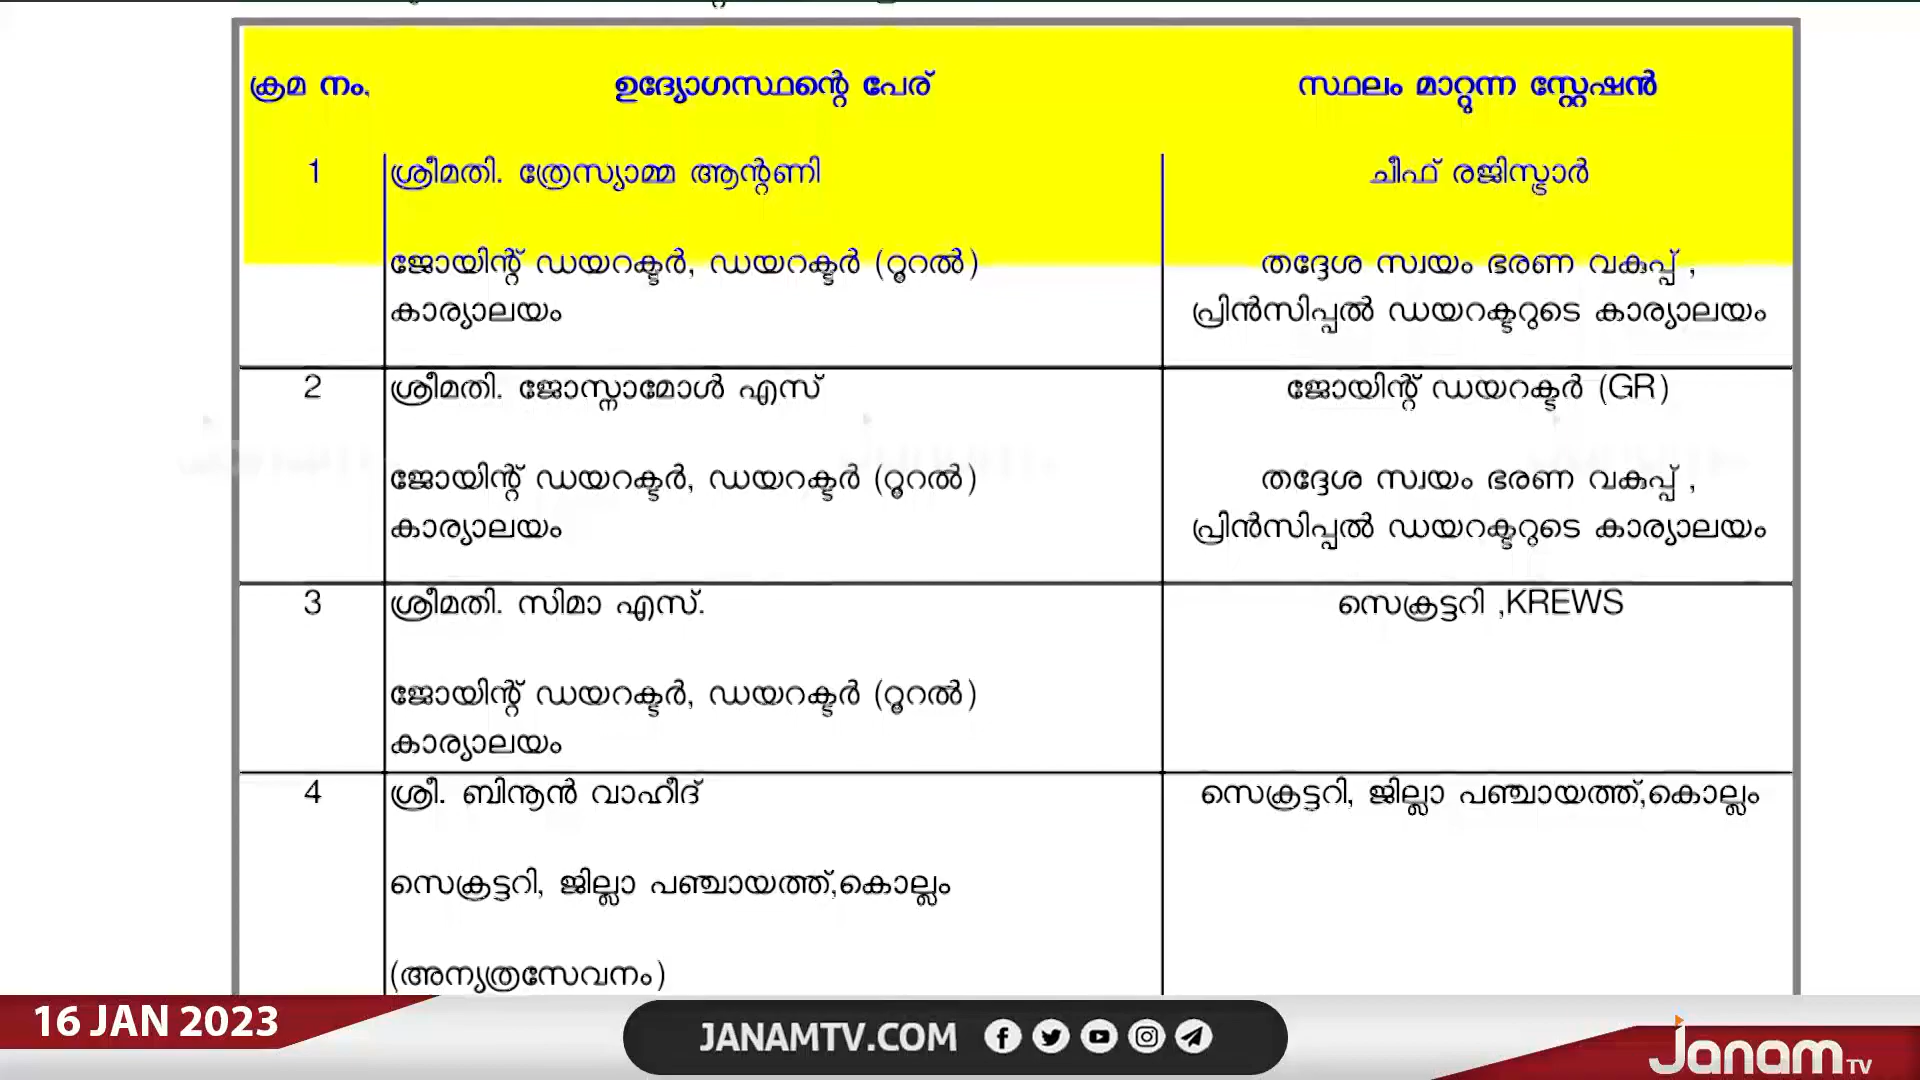 ക്രമ നം. ഉദ്യോഗസ്ഥന്റെ പേര് സ്ഥലം മാറ്റുന്ന സ്റ്റേഷൻ
1 ശ്രീമതി. ത്രേസ്യാമ്മ ആന്റണി ചീഫ് രജിസ്ട്രാർ
ജോയിന്റ് ഡയറക്ടർ, ഡയറക്ടർ (റൂറൽ) തദ്ദേശ സ്വയം ഭരണ വകുപ്പ് ,
കാര്യാലയം പ്രിൻസിപ്പൽ ഡയറക്ടറുടെ കാര്യാലയം
2 ശ്രീമതി. ജോസ്നാമോൾ എസ് ജോയിന്റ് ഡയറക്ടർ (GR)
ജോയിന്റ് ഡയറക്ടർ, ഡയറക്ടർ (റൂറൽ) തദ്ദേശ സ്വയം ഭരണ വകുപ്പ് ,
കാര്യാലയം പ്രിൻസിപ്പൽ ഡയറക്ടറുടെ കാര്യാലയം
3 ശ്രീമതി. സിമാ എസ്. സെക്രട്ടറി ,KREWS
ജോയിന്റ് ഡയറക്ടർ, ഡയറക്ടർ (റൂറൽ)
കാര്യാലയം
4 ശ്രീ. ബിനൂൻ വാഹീദ് സെക്രട്ടറി, ജില്ലാ പഞ്ചായത്ത്,കൊല്ലം
സെക്രട്ടറി, ജില്ലാ പഞ്ചായത്ത്,കൊല്ലം
(അന്യത്രസേവനം)
16 JAN 2023 JANAMTV.COM Janam TV